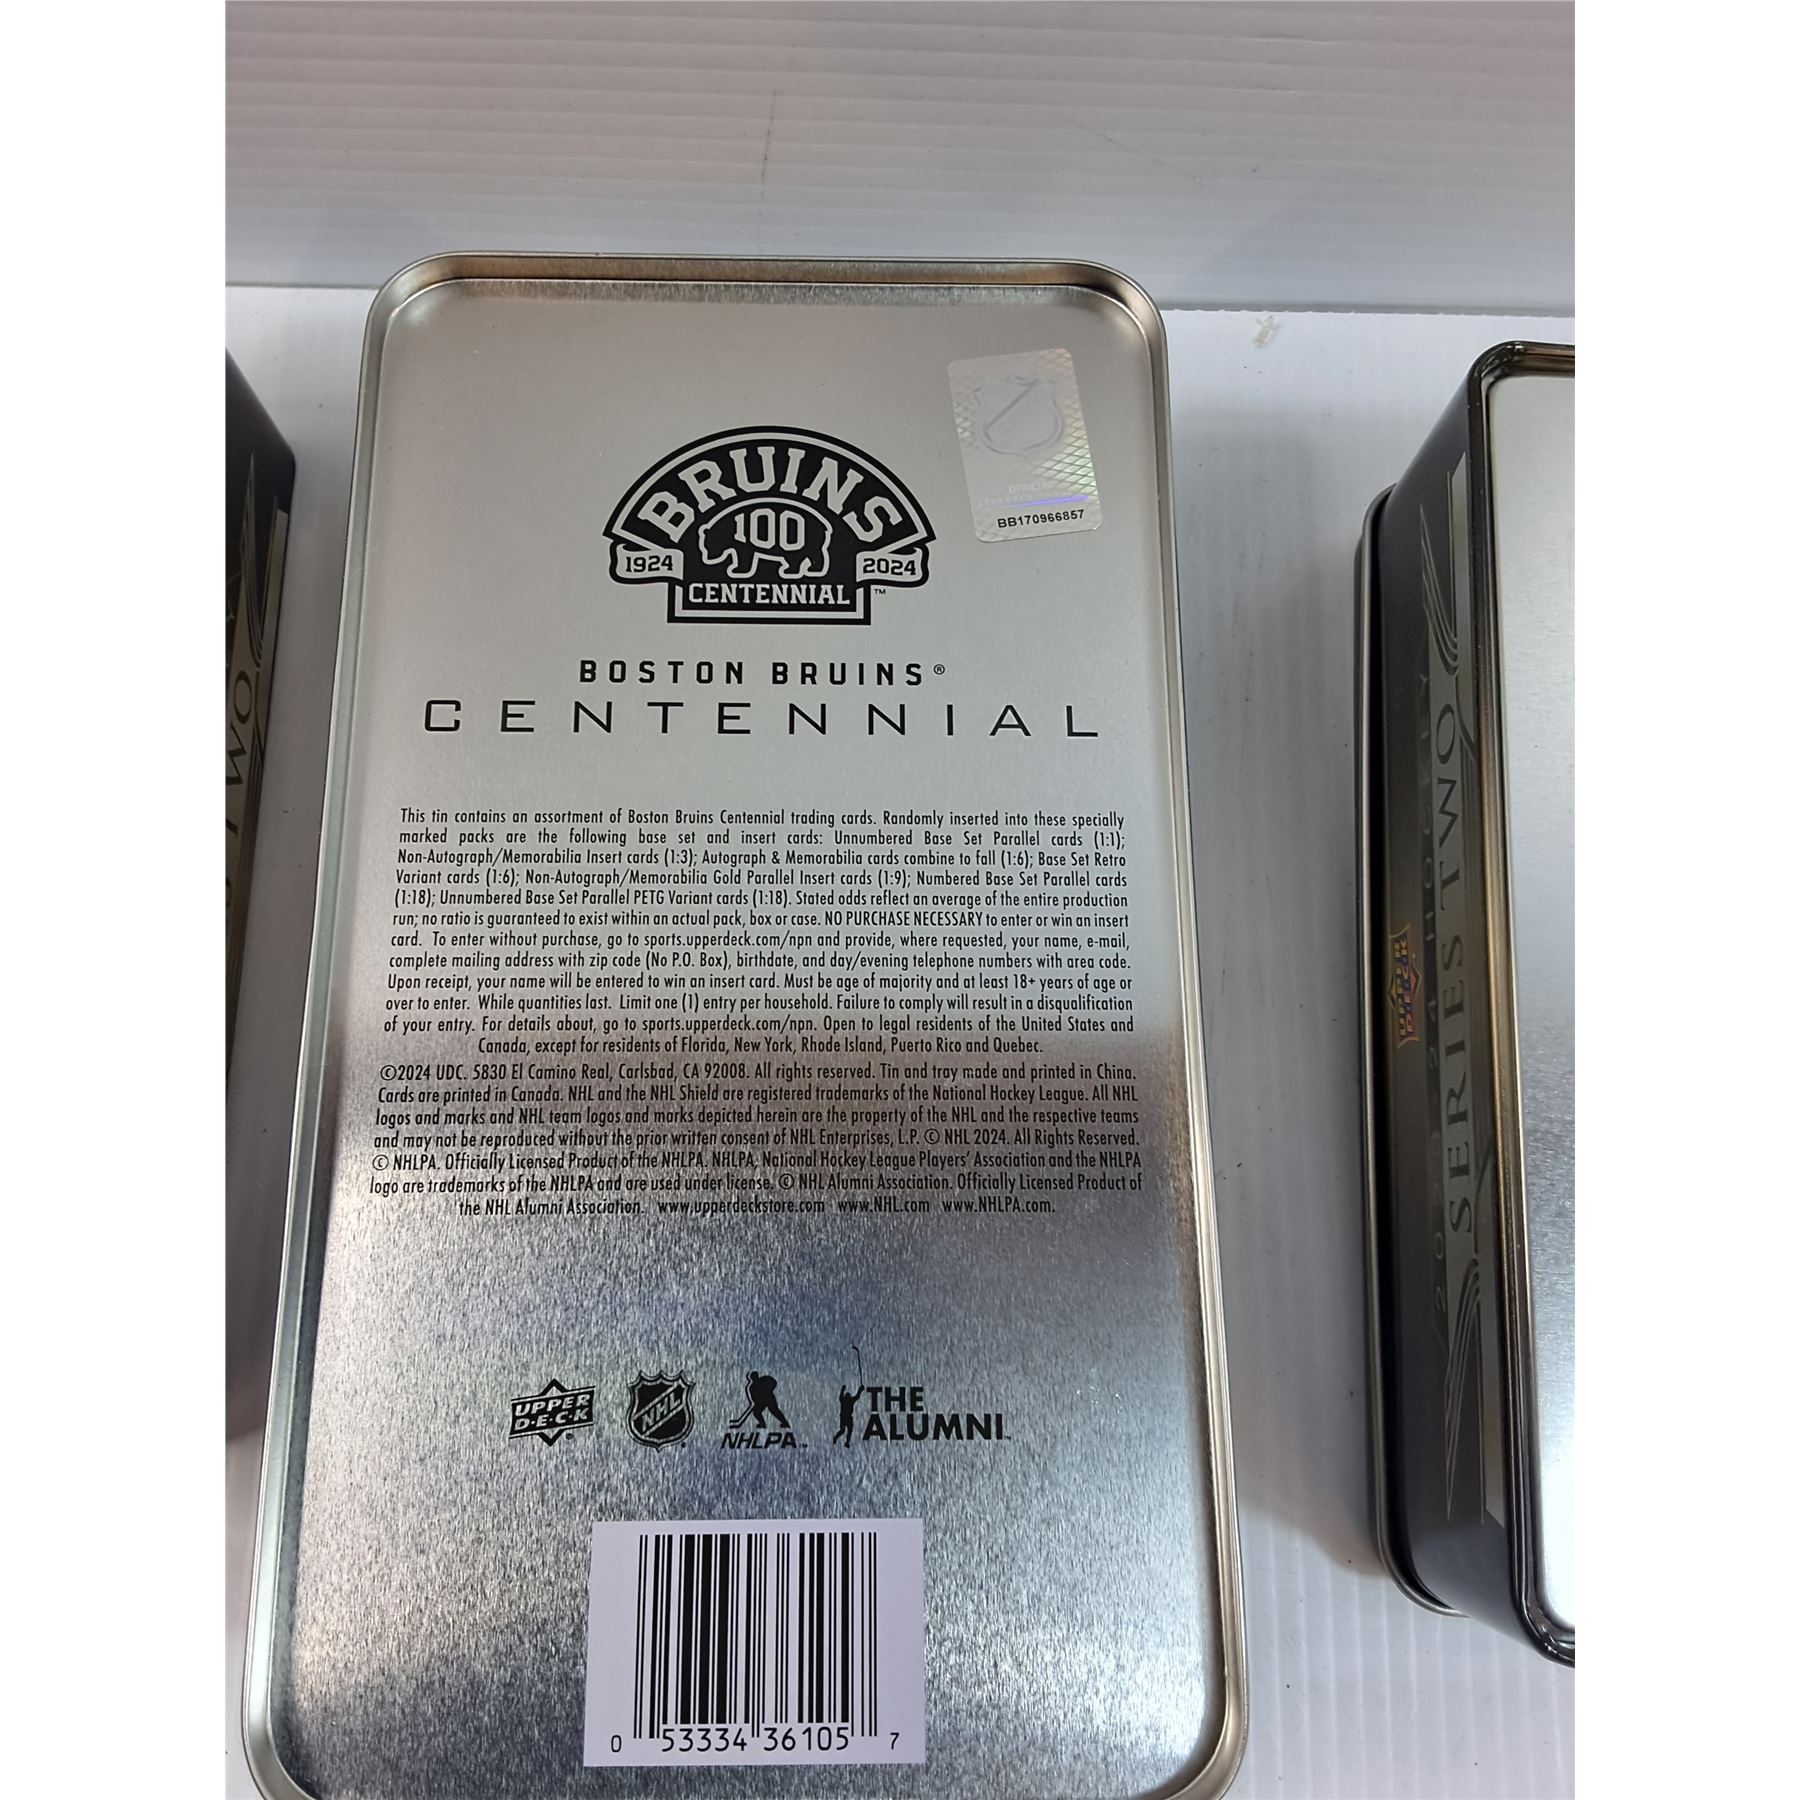 BRUINS
100
1924 2024
CENTENNIAL ™
OFFICIAL
BB170966857
BOSTON BRUINS®
CENTENNIAL
This tin contains an assortment of Boston Bruins Centennial trading cards. Randomly inserted into these specially
marked packs are the following base set and insert cards: Unnumbered Base Set Parallel cards (1:1);
Non-Autograph/Memorabilia Insert cards (1:3); Autograph & Memorabilia cards combine to fall (1:6); Base Set Retro
Variant cards (1:6); Non-Autograph/Memorabilia Gold Parallel Insert cards (1:9); Numbered Base Set Parallel cards
(1:18); Unnumbered Base Set Parallel PETG Variant cards (1:18). Stated odds reflect an average of the entire production
run; no ratio is guaranteed to exist within an actual pack, box or case. NO PURCHASE NECESSARY to enter or win an insert
card. To enter without purchase, go to sports.upperdeck.com/npn and provide, where requested, your name, e-mail,
complete mailing address with zip code (No P.O. Box), birthdate, and day/evening telephone numbers with area code.
Upon receipt, your name will be entered to win an insert card. Must be age of majority and at least 18+ years of age or
over to enter. While quantities last. Limit one (1) entry per household. Failure to comply will result in a disqualification
of your entry. For details about, go to sports.upperdeck.com/npn. Open to legal residents of the United States and
Canada, except for residents of Florida, New York, Rhode Island, Puerto Rico and Quebec.
©2024 UDC. 5830 El Camino Real, Carlsbad, CA 92008. All rights reserved. Tin and tray made and printed in China.
Cards are printed in Canada. NHL and the NHL Shield are registered trademarks of the National Hockey League. All NHL
logos and marks and NHL team logos and marks depicted herein are the property of the NHL and the respective teams
and may not be reproduced without the prior written consent of NHL Enterprises, L.P. © NHL 2024. All Rights Reserved.
© NHLPA. Officially Licensed Product of the NHLPA. NHLPA, National Hockey League Players' Association and the NHLPA
logo are trademarks of the NHLPA and are used under license. © NHL Alumni Association. Officially Licensed Product of
the NHL Alumni Association. www.upperdeckstore.com www.NHL.com www.NHLPA.com.
UPPER
D·E·C·K
NHL
NHLPA
THE
ALUMNI
0 53334 36105 7
UPPER
DECK
HOCKEY
SERIES TWO
TWO